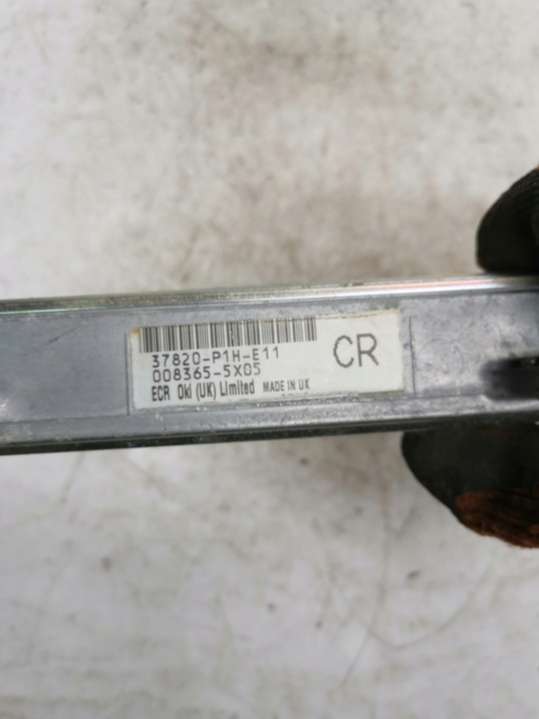 37820-P1H-E11
008365-5X05
CR
ECR Oki (UK) Limited MADE IN UK